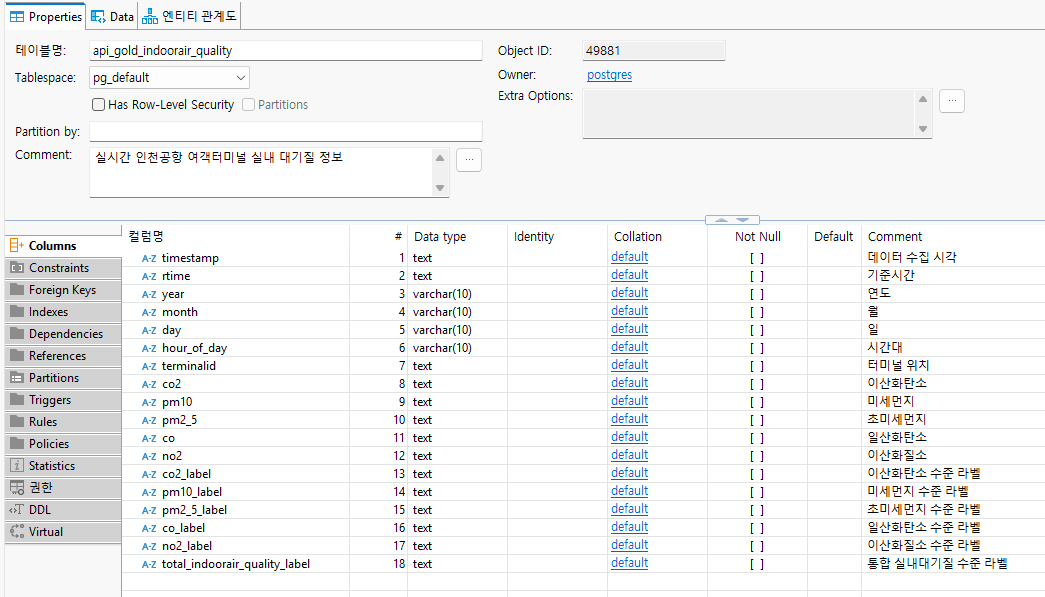 Properties Data 엔티티 관계도
테이블명: api_gold_indoorair_quality Object ID: 49881
Tablespace: pg_default Owner: postgres
Has Row-Level Security Partitions Extra Options: ...
Partition by:
Comment: 실시간 인천공항 여객터미널 실내 대기질 정보 ...
Columns
Constraints
Foreign Keys
Indexes
Dependencies
References
Partitions
Triggers
Rules
Policies
Statistics
권한
DDL
Virtual
컬럼명 # Data type Identity Collation Not Null Default Comment
A-Z timestamp 1 text default [ ] 데이터 수집 시각
A-Z rtime 2 text default [ ] 기준시간
A-Z year 3 varchar(10) default [ ] 연도
A-Z month 4 varchar(10) default [ ] 월
A-Z day 5 varchar(10) default [ ] 일
A-Z hour_of_day 6 varchar(10) default [ ] 시간대
A-Z terminalid 7 text default [ ] 터미널 위치
A-Z co2 8 text default [ ] 이산화탄소
A-Z pm10 9 text default [ ] 미세먼지
A-Z pm2_5 10 text default [ ] 초미세먼지
A-Z co 11 text default [ ] 일산화탄소
A-Z no2 12 text default [ ] 이산화질소
A-Z co2_label 13 text default [ ] 이산화탄소 수준 라벨
A-Z pm10_label 14 text default [ ] 미세먼지 수준 라벨
A-Z pm2_5_label 15 text default [ ] 초미세먼지 수준 라벨
A-Z co_label 16 text default [ ] 일산화탄소 수준 라벨
A-Z no2_label 17 text default [ ] 이산화질소 수준 라벨
A-Z total_indoorair_quality_label 18 text default [ ] 통합 실내대기질 수준 라벨